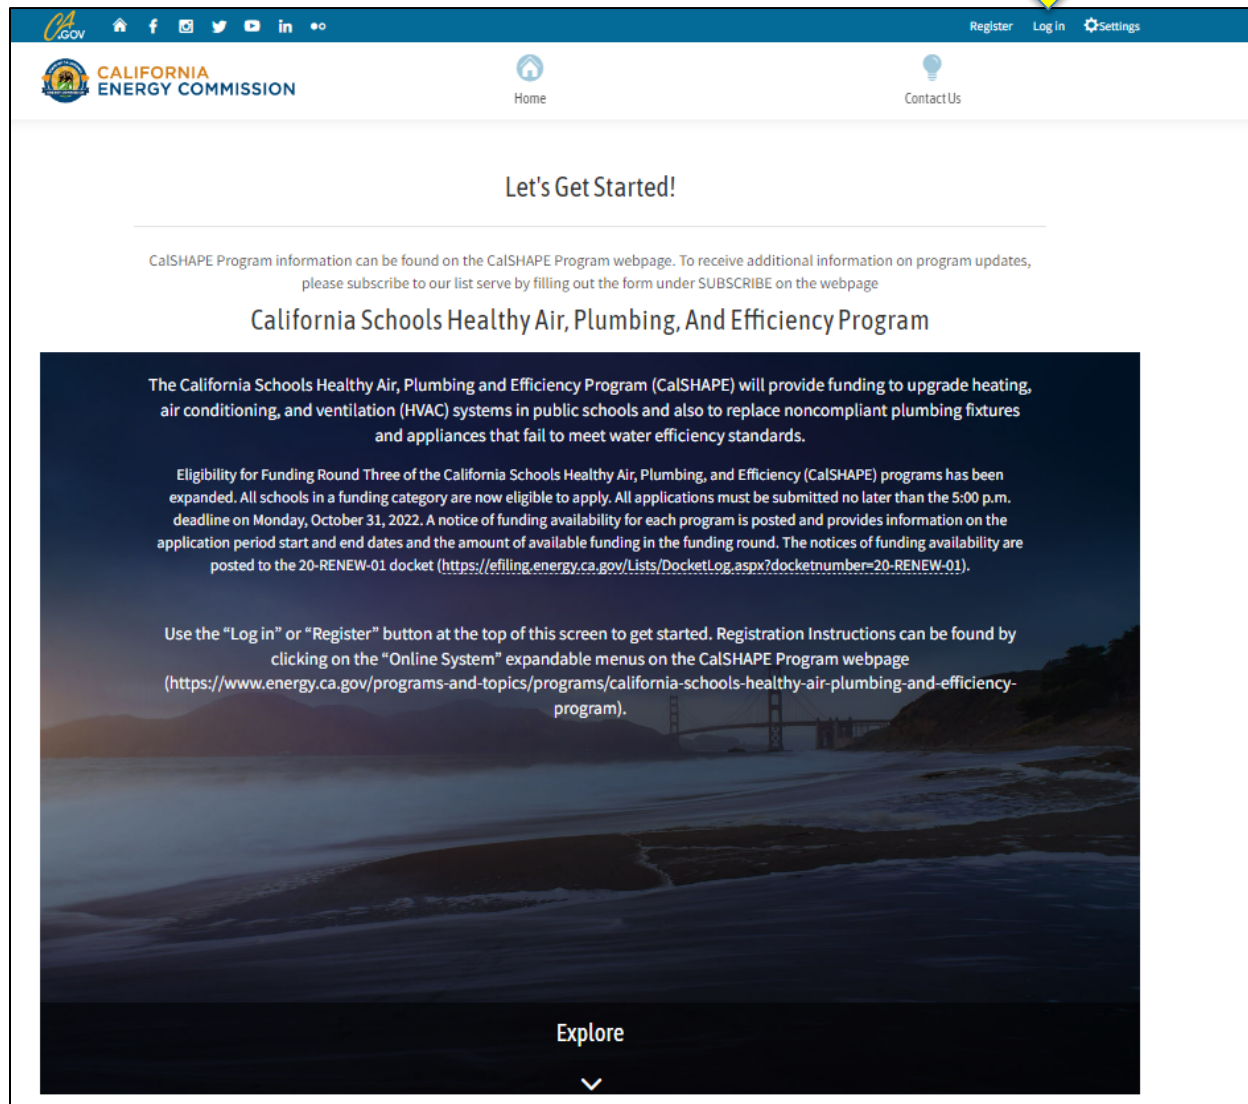 CA.GOV
Register Log in Settings
CALIFORNIA
ENERGY COMMISSION
Home
Contact Us
Let's Get Started!
CalSHAPE Program information can be found on the CalSHAPE Program webpage. To receive additional information on program updates,
please subscribe to our list serve by filling out the form under SUBSCRIBE on the webpage
California Schools Healthy Air, Plumbing, And Efficiency Program
The California Schools Healthy Air, Plumbing and Efficiency Program (CalSHAPE) will provide funding to upgrade heating,
air conditioning, and ventilation (HVAC) systems in public schools and also to replace noncompliant plumbing fixtures
and appliances that fail to meet water efficiency standards.
Eligibility for Funding Round Three of the California Schools Healthy Air, Plumbing, and Efficiency (CalSHAPE) programs has been
expanded. All schools in a funding category are now eligible to apply. All applications must be submitted no later than the 5:00 p.m.
deadline on Monday, October 31, 2022. A notice of funding availability for each program is posted and provides information on the
application period start and end dates and the amount of available funding in the funding round. The notices of funding availability are
posted to the 20-RENEW-01 docket (https://efiling.energy.ca.gov/Lists/DocketLog.aspx?docketnumber=20-RENEW-01).
Use the “Log in” or “Register” button at the top of this screen to get started. Registration Instructions can be found by
clicking on the “Online System” expandable menus on the CalSHAPE Program webpage
(https://www.energy.ca.gov/programs-and-topics/programs/california-schools-healthy-air-plumbing-and-efficiency-
program).
Explore